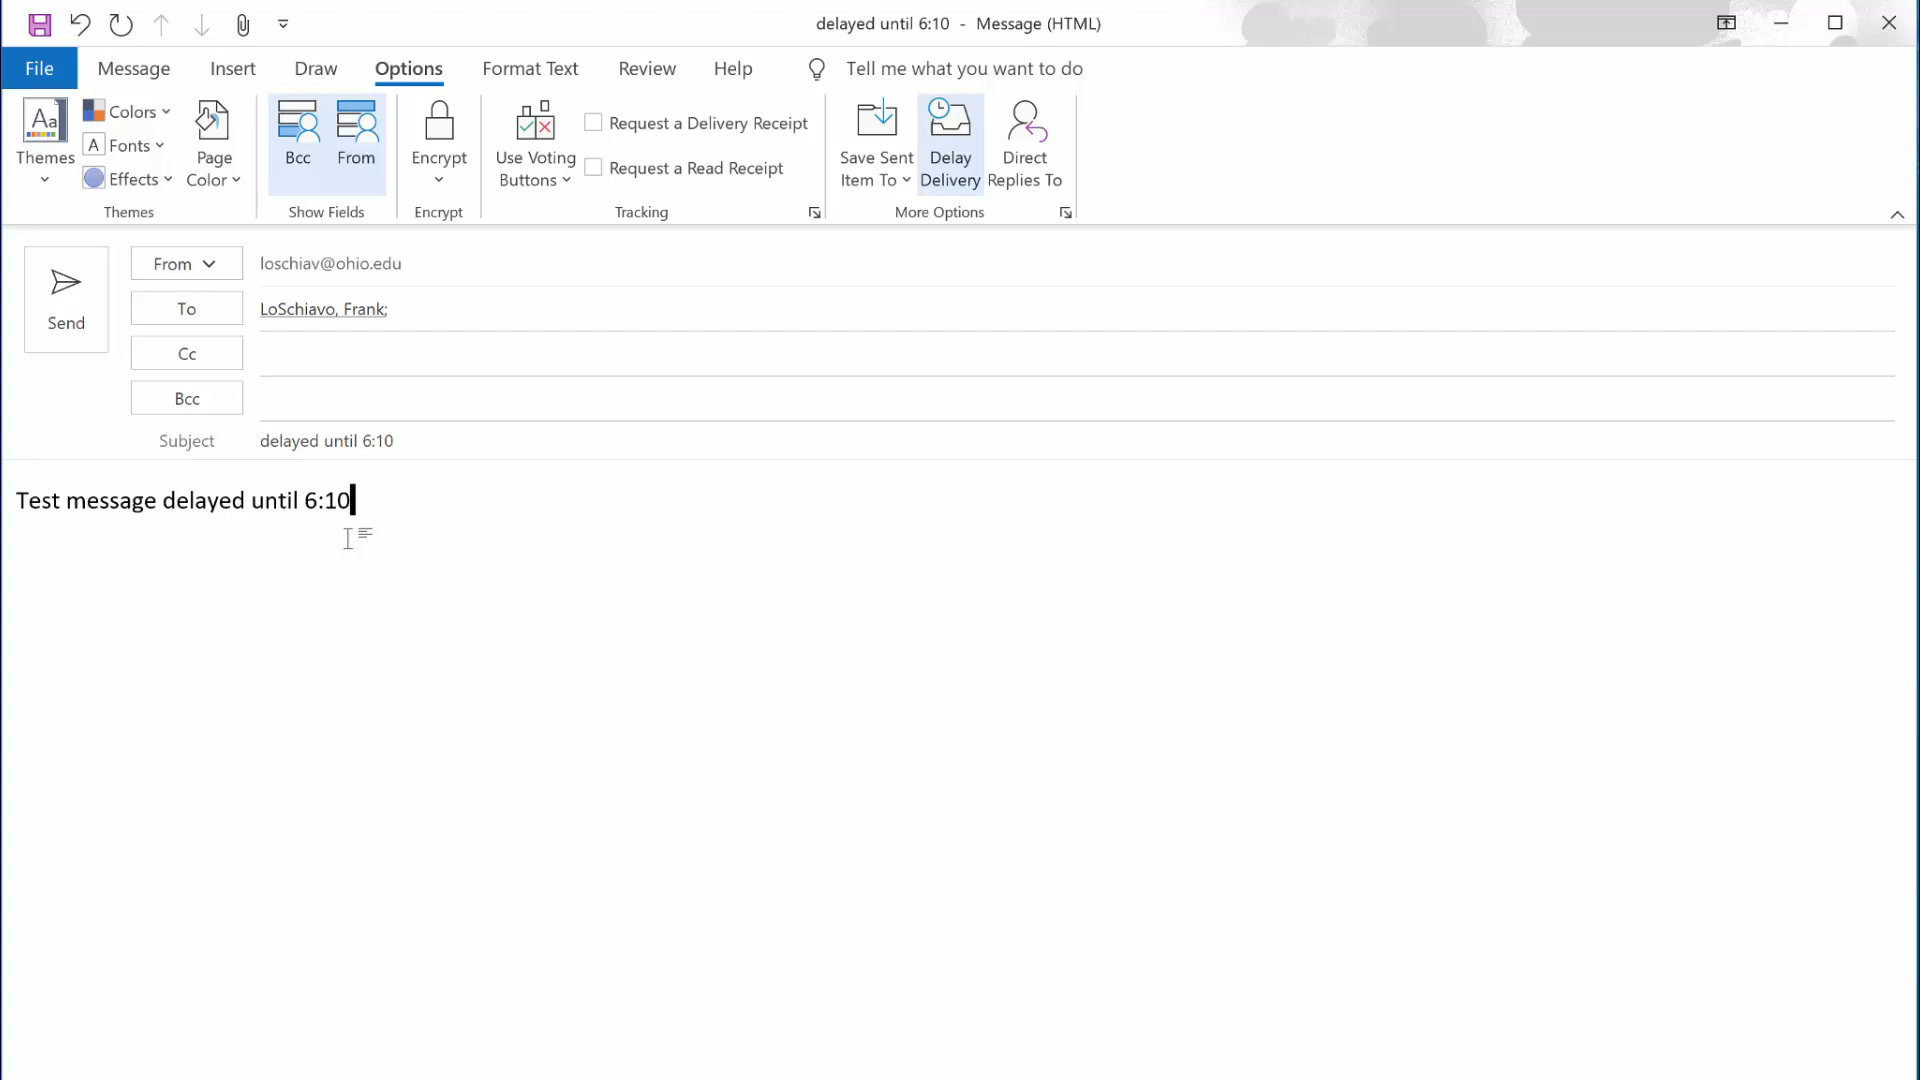 delayed until 6:10 - Message (HTML)
File Message Insert Draw Options Format Text Review Help Tell me what you want to do
Aa
Themes
Colors
A Fonts
Effects
Page
Color
Themes
Bcc
From
Show Fields
Encrypt
Encrypt
Use Voting
Buttons
Request a Delivery Receipt
Request a Read Receipt
Tracking
Save Sent
Item To
Delay
Delivery
Direct
Replies To
More Options
Send
From loschiav@ohio.edu
To LoSchiavo, Frank;
Cc
Bcc
Subject delayed until 6:10
Test message delayed until 6:10